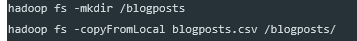 hadoop fs -mkdir /blogposts
hadoop fs -copyFromLocal blogposts.csv /blogposts/